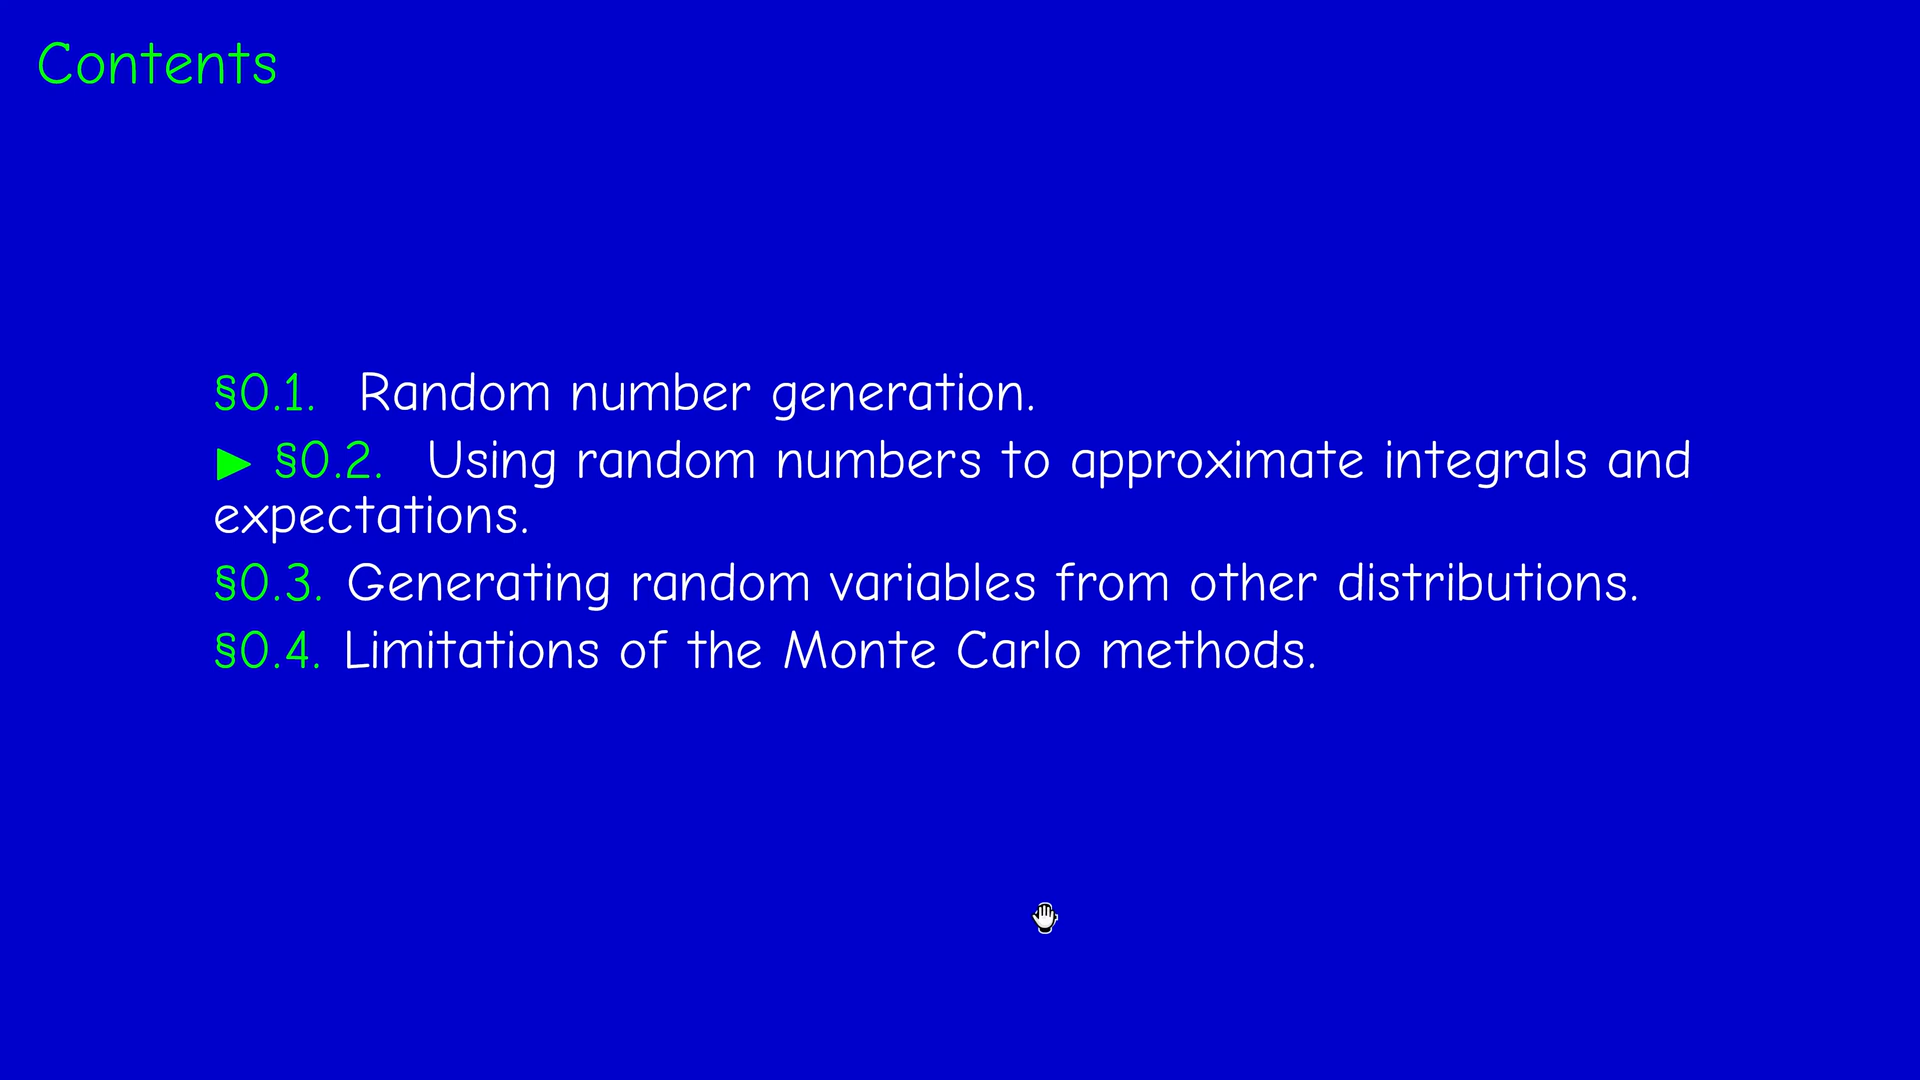 Contents
§0.1. Random number generation.
▶ §0.2. Using random numbers to approximate integrals and
expectations.
§0.3. Generating random variables from other distributions.
§0.4. Limitations of the Monte Carlo methods.